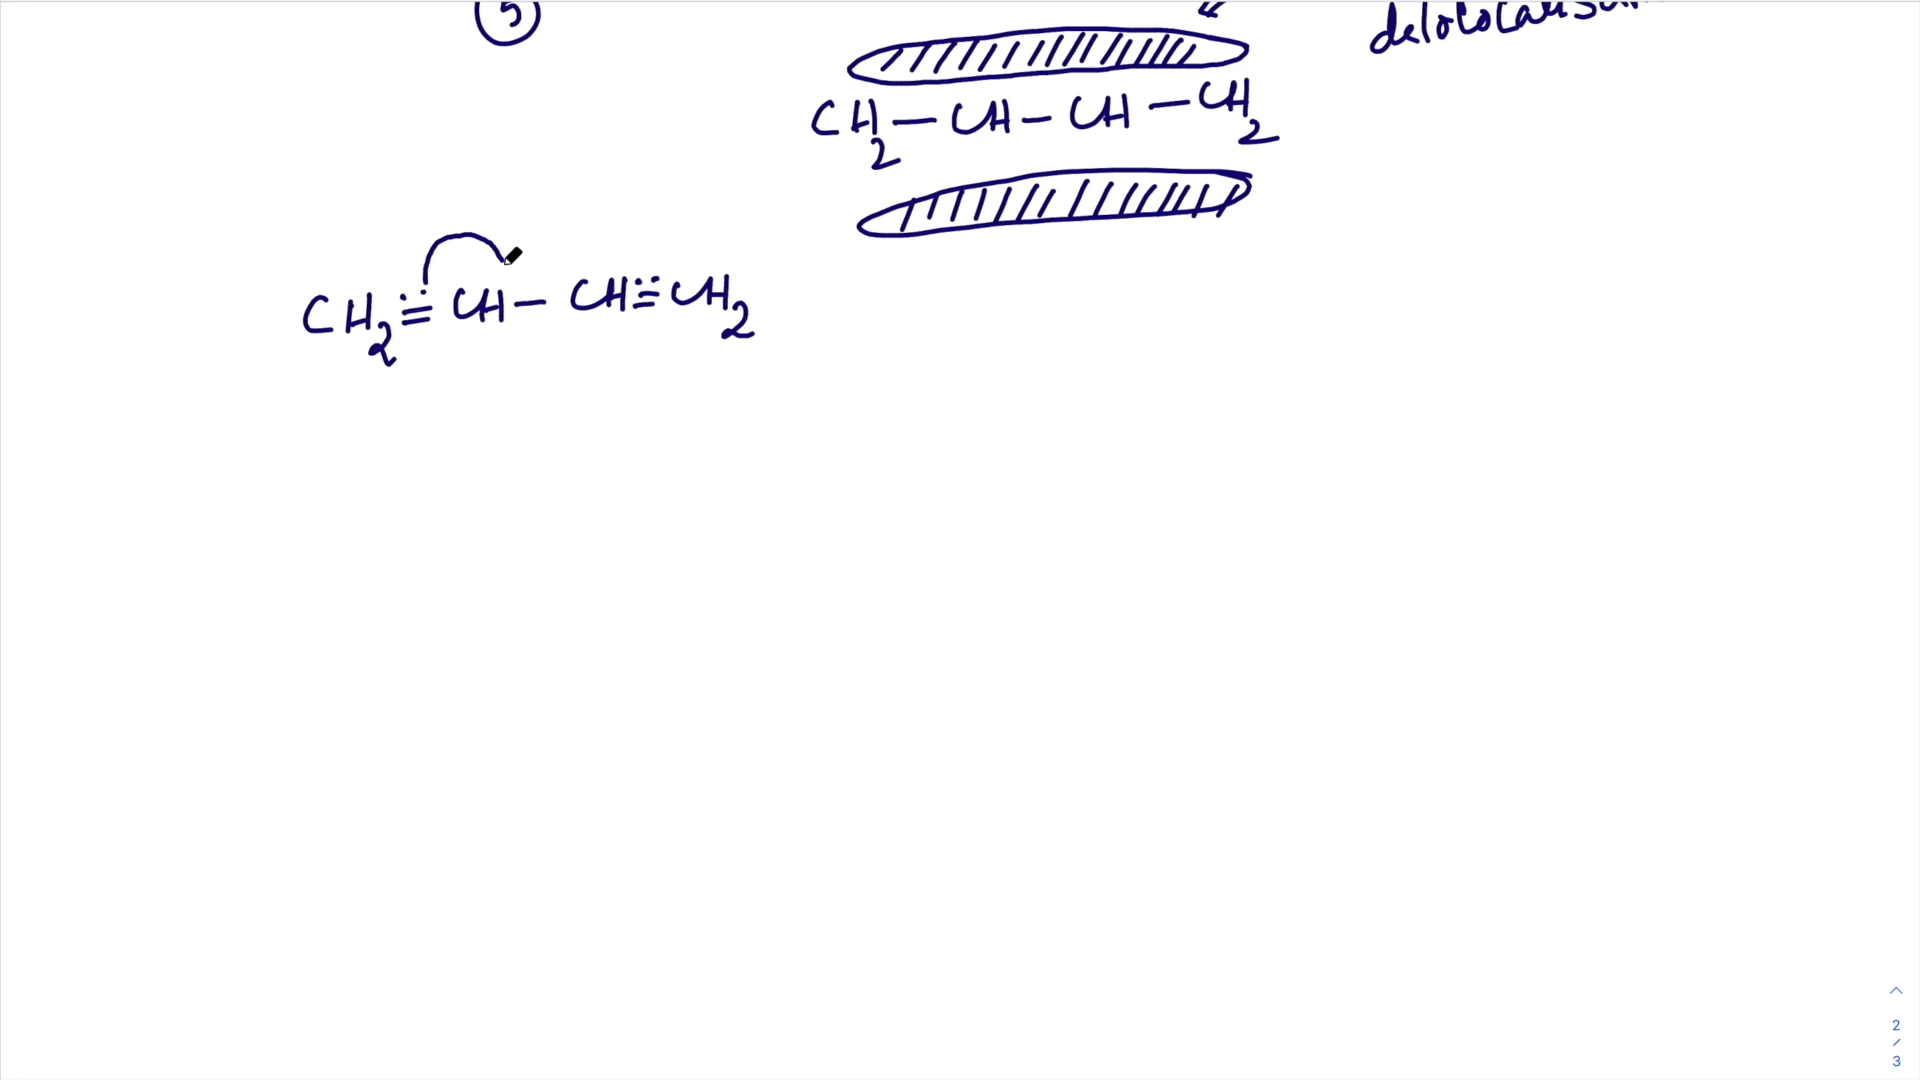 5
CH2 — CH — CH — CH2
CH2 = CH — CH = CH2
2
/
3